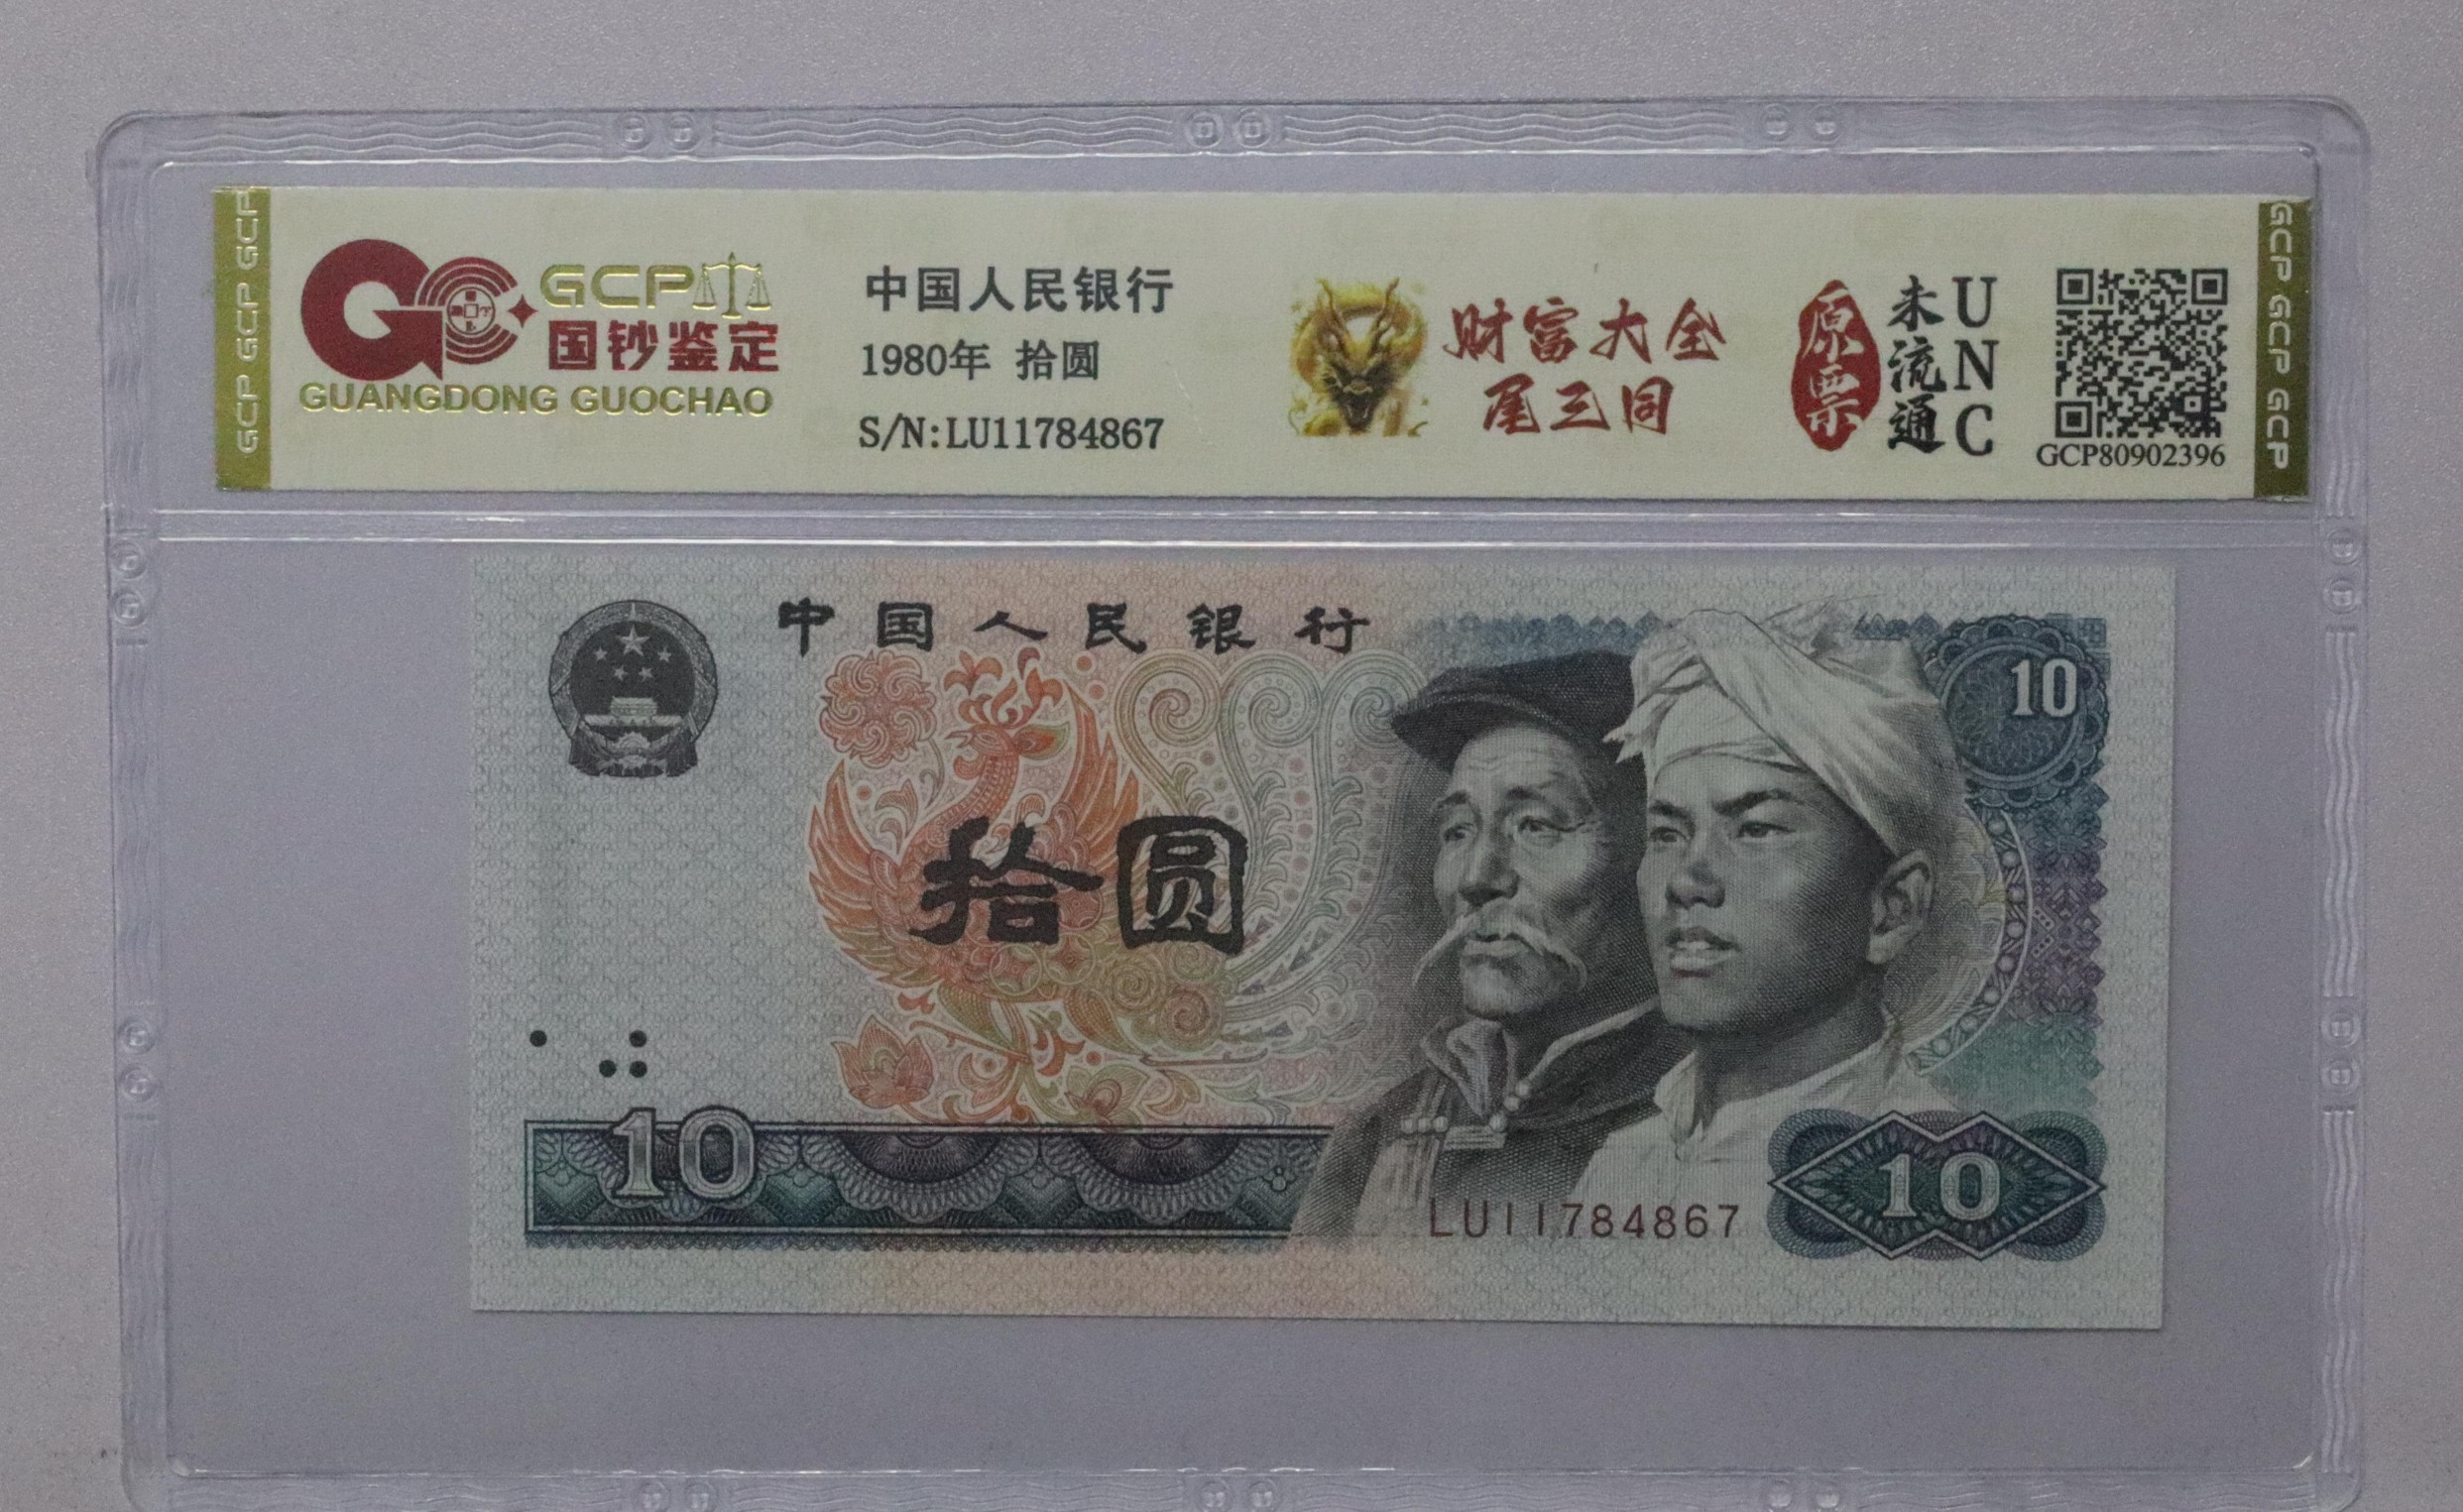 GCP GCP GCP
GCP
国钞鉴定
GUANGDONG GUOCHAO
中国人民银行
1980年 拾圆
S/N:LU11784867
财富大全
尾三同
原票
未流通
UNC
GCP80902396
GCP GCP GCP
中国人民银行
10
拾圆
10
LU11784867
10